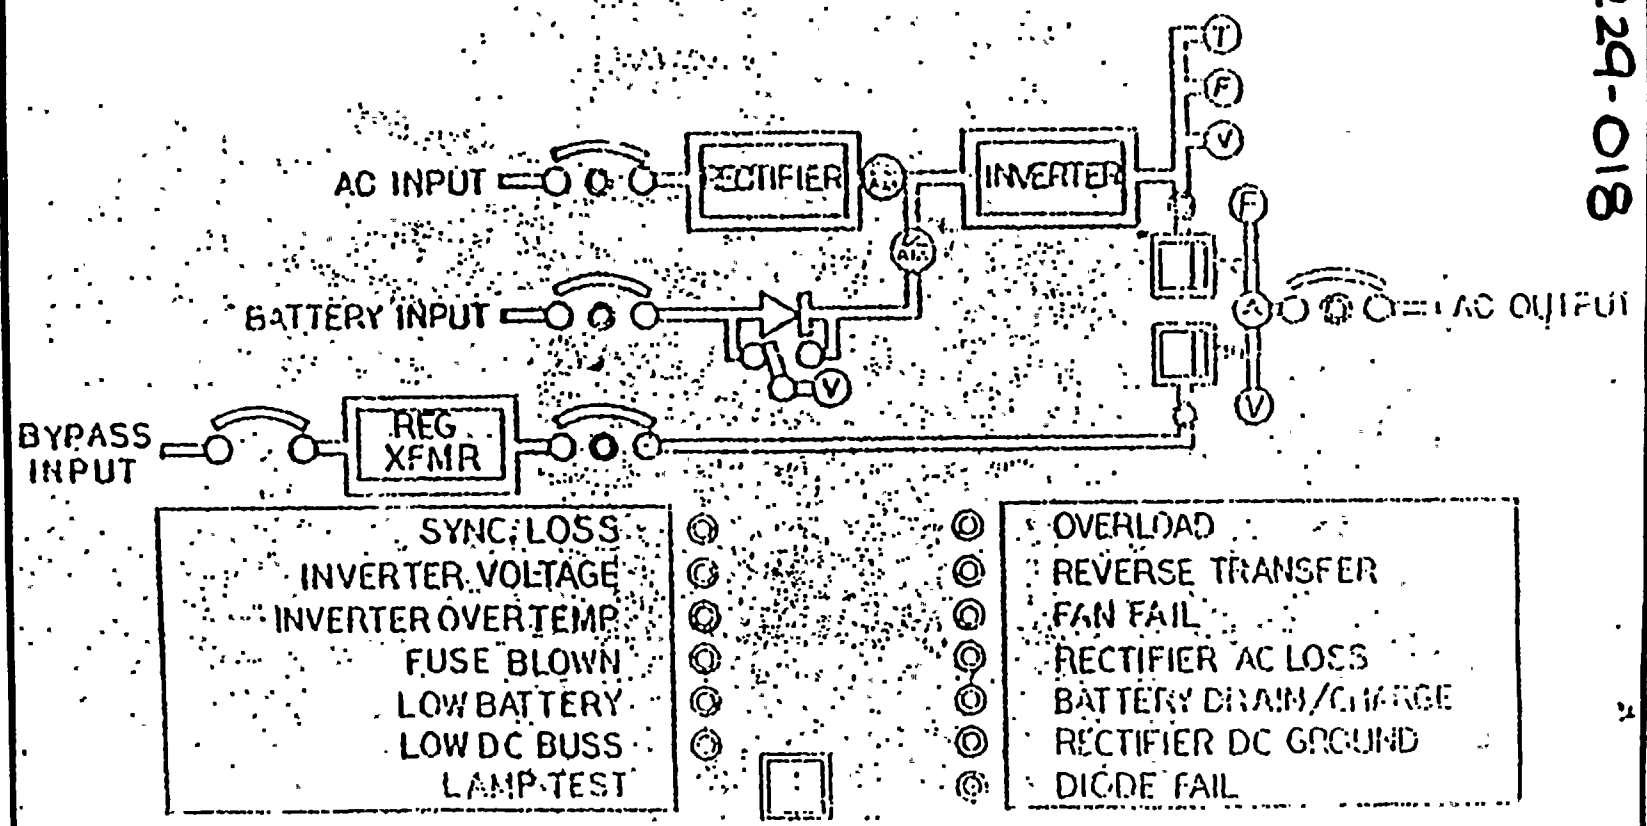 229-018
T
F
V
AC INPUT
RECTIFIER
INVERTER
F
BATTERY INPUT
A
AC OUTPUT
V
V
BYPASS
INPUT
REG
XFMR
SYNC LOSS
INVERTER VOLTAGE
INVERTER OVERTEMP
FUSE BLOWN
LOW BATTERY
LOW DC BUSS
LAMP TEST
OVERLOAD
REVERSE TRANSFER
FAN FAIL
RECTIFIER AC LOSS
BATTERY DRAIN/CHARGE
RECTIFIER DC GROUND
DIODE FAIL